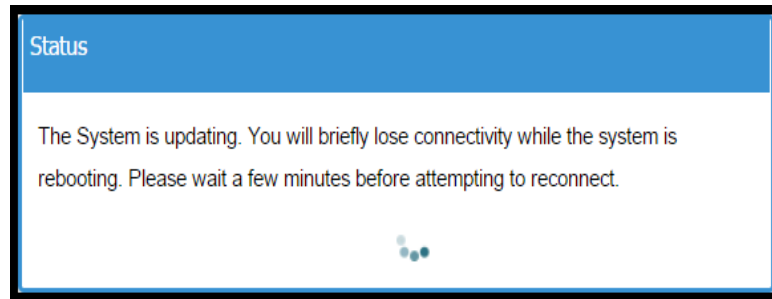 Status
The System is updating. You will briefly lose connectivity while the system is
rebooting. Please wait a few minutes before attempting to reconnect.